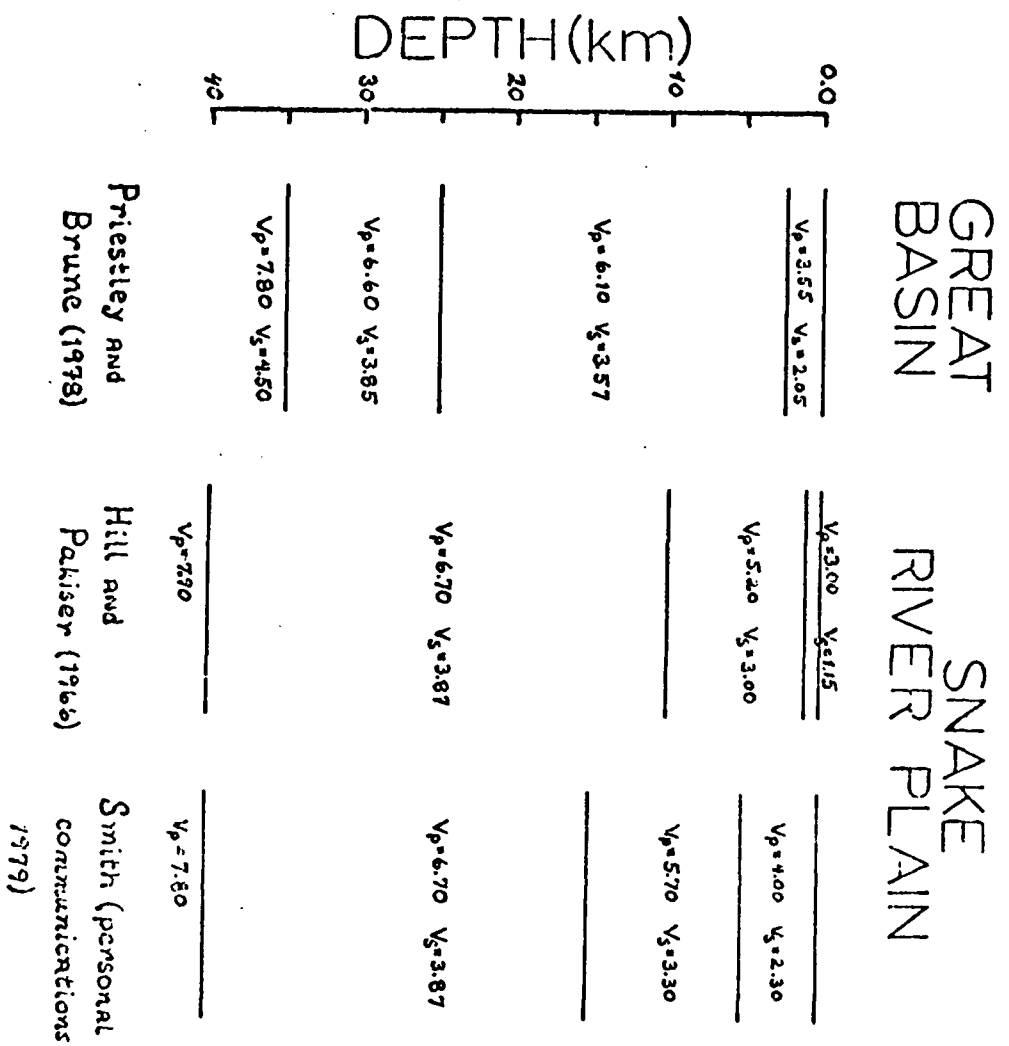 GREAT
BASIN
SNAKE
RIVER PLAIN
DEPTH (km)
0.0
10
20
30
40
Vp=3.55 Vs=2.05
Vp=6.10 Vs=3.57
Vp=6.60 Vs=3.85
Vp=7.80 Vs=4.50
Priestley AND
Brune (1978)
Vp=3.00 Vs=1.15
Vp=5.20 Vs=3.00
Vp=6.70 Vs=3.87
Vp=7.90
Hill AND
Pakiser (1966)
Vp=4.00 Vs=2.30
Vp=5.70 Vs=3.30
Vp=6.70 Vs=3.87
Vp=7.80
Smith (personal
communications
1979)